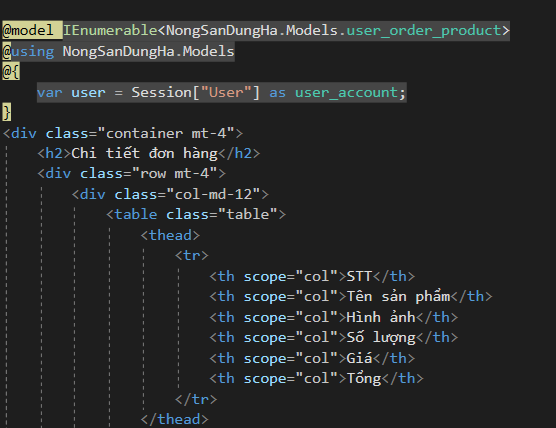 @model IEnumerable<NongSanDungHa.Models.user_order_product>
@using NongSanDungHa.Models
@{
    var user = Session["User"] as user_account;
}
<div class="container mt-4">
    <h2>Chi tiết đơn hàng</h2>
    <div class="row mt-4">
        <div class="col-md-12">
            <table class="table">
                <thead>
                    <tr>
                        <th scope="col">STT</th>
                        <th scope="col">Tên sản phẩm</th>
                        <th scope="col">Hình ảnh</th>
                        <th scope="col">Số lượng</th>
                        <th scope="col">Giá</th>
                        <th scope="col">Tổng</th>
                    </tr>
                </thead>